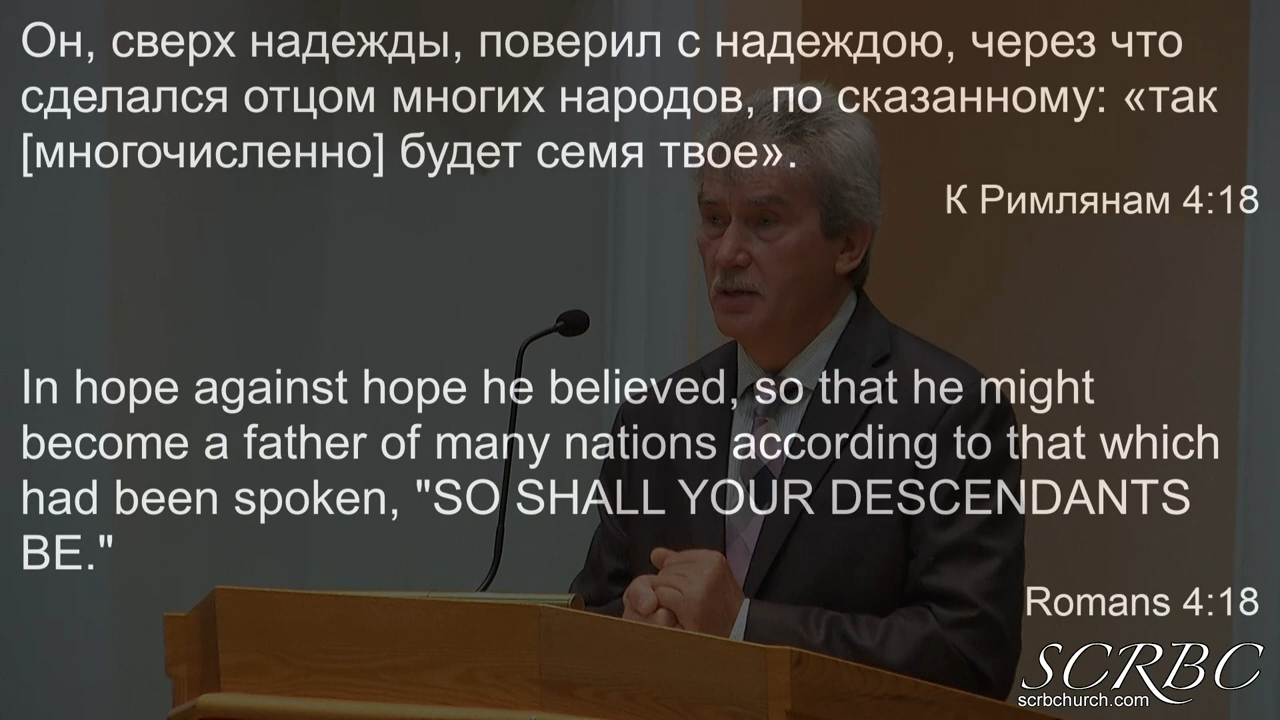 Он, сверх надежды, поверил с надеждою, через что
сделался отцом многих народов, по сказанному: «так
[многочисленно] будет семя твое».
К Римлянам 4:18
In hope against hope he believed, so that he might
become a father of many nations according to that which
had been spoken, "SO SHALL YOUR DESCENDANTS
BE."
Romans 4:18
SCRBC
scrbchurch.com